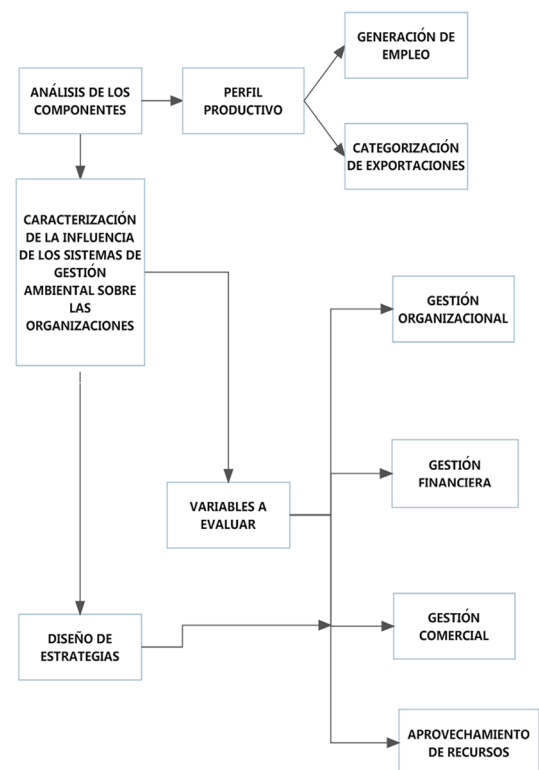 GENERACIÓN DE
EMPLEO
ANÁLISIS DE LOS
COMPONENTES
PERFIL
PRODUCTIVO
CATEGORIZACIÓN
DE EXPORTACIONES
CARACTERIZACIÓN
DE LA INFLUENCIA
DE LOS SISTEMAS DE
GESTIÓN
AMBIENTAL SOBRE
LAS
ORGANIZACIONES
GESTIÓN
ORGANIZACIONAL
GESTIÓN
FINANCIERA
VARIABLES A
EVALUAR
GESTIÓN
COMERCIAL
DISEÑO DE
ESTRATEGIAS
APROVECHAMIENTO
DE RECURSOS